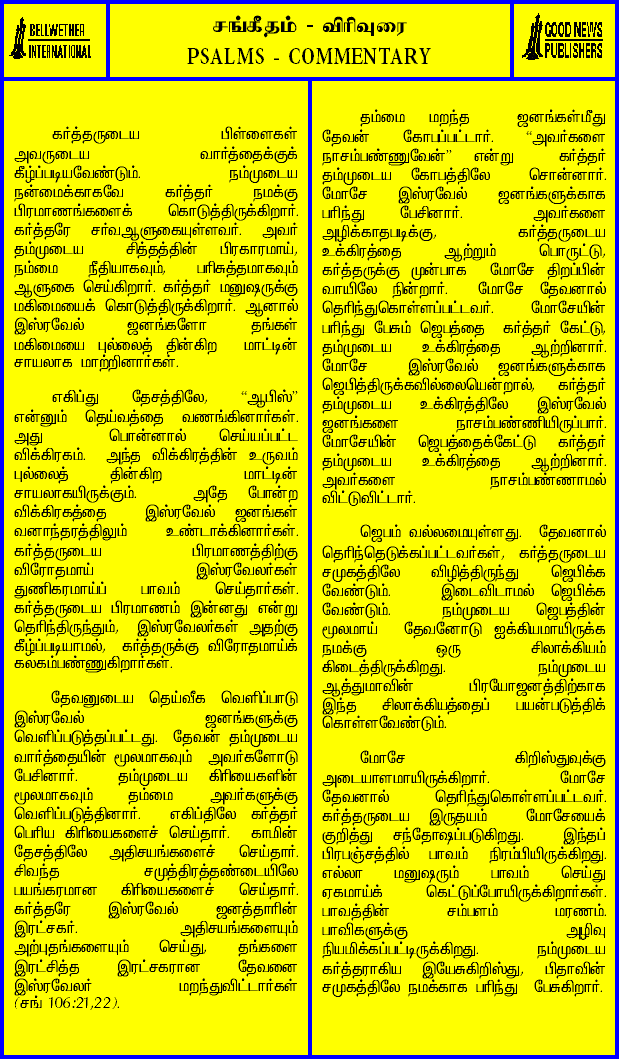 BELLWETHER
INTERNATIONAL
சங்கீதம் - விரிவுரை
PSALMS - COMMENTARY
GOOD NEWS
PUBLISHERS
கர்த்தருடைய பிள்ளைகள்
அவருடைய வார்த்தைக்குக்
கீழ்ப்படியவேண்டும். நம்முடைய
நன்மைக்காகவே கர்த்தர் நமக்கு
பிரமாணங்களைக் கொடுத்திருக்கிறார்.
கர்த்தரே சர்வஆளுகையுள்ளவர். அவர்
தம்முடைய சித்தத்தின் பிரகாரமாய்,
நம்மை நீதியாகவும், பரிசுத்தமாகவும்
ஆளுகை செய்கிறார். கர்த்தர் மனுஷருக்கு
மகிமையைக் கொடுத்திருக்கிறார். ஆனால்
இஸ்ரவேல் ஜனங்களோ தங்கள்
மகிமையை புல்லைத் தின்கிற மாட்டின்
சாயலாக மாற்றினார்கள்.
எகிப்து தேசத்திலே, “ஆபிஸ்”
என்னும் தெய்வத்தை வணங்கினார்கள்.
அது பொன்னால் செய்யப்பட்ட
விக்கிரகம். அந்த விக்கிரத்தின் உருவம்
புல்லைத் தின்கிற மாட்டின்
சாயலாகயிருக்கும். அதே போன்ற
விக்கிரகத்தை இஸ்ரவேல் ஜனங்கள்
வனாந்தரத்திலும் உண்டாக்கினார்கள்.
கர்த்தருடைய பிரமாணத்திற்கு
விரோதமாய் இஸ்ரவேலர்கள்
துணிகரமாய்ப் பாவம் செய்தார்கள்.
கர்த்தருடைய பிரமாணம் இன்னது என்று
தெரிந்திருந்தும், இஸ்ரவேலர்கள் அதற்கு
கீழ்ப்படியாமல், கர்த்தருக்கு விரோதமாய்க்
கலகம்பண்ணுகிறார்கள்.
தேவனுடைய தெய்வீக வெளிப்பாடு
இஸ்ரவேல் ஜனங்களுக்கு
வெளிப்படுத்தப்பட்டது. தேவன் தம்முடைய
வார்த்தையின் மூலமாகவும் அவர்களோடு
பேசினார். தம்முடைய கிரியைகளின்
மூலமாகவும் தம்மை அவர்களுக்கு
வெளிப்படுத்தினார். எகிப்திலே கர்த்தர்
பெரிய கிரியைகளைச் செய்தார். காமின்
தேசத்திலே அதிசயங்களைச் செய்தார்.
சிவந்த சமுத்திரத்தண்டையிலே
பயங்கரமான கிரியைகளைச் செய்தார்.
கர்த்தரே இஸ்ரவேல் ஜனத்தாரின்
இரட்சகர். அதிசயங்களையும்
அற்புதங்களையும் செய்து, தங்களை
இரட்சித்த இரட்சகரான தேவனை
இஸ்ரவேலர் மறந்துவிட்டார்கள்
(சங் 106:21,22).
தம்மை மறந்த ஜனங்கள்மீது
தேவன் கோபப்பட்டார். “அவர்களை
நாசம்பண்ணுவேன்” என்று கர்த்தர்
தம்முடைய கோபத்திலே சொன்னார்.
மோசே இஸ்ரவேல் ஜனங்களுக்காக
பரிந்து பேசினார். அவர்களை
அழிக்காதபடிக்கு, கர்த்தருடைய
உக்கிரத்தை ஆற்றும் பொருட்டு,
கர்த்தருக்கு முன்பாக மோசே திறப்பின்
வாயிலே நின்றார். மோசே தேவனால்
தெரிந்துகொள்ளப்பட்டவர். மோசேயின்
பரிந்து பேசும் ஜெபத்தை கர்த்தர் கேட்டு,
தம்முடைய உக்கிரத்தை ஆற்றினார்.
மோசே இஸ்ரவேல் ஜனங்களுக்காக
ஜெபித்திருக்கவில்லையென்றால், கர்த்தர்
தம்முடைய உக்கிரத்திலே இஸ்ரவேல்
ஜனங்களை நாசம்பண்ணியிருப்பார்.
மோசேயின் ஜெபத்தைக்கேட்டு கர்த்தர்
தம்முடைய உக்கிரத்தை ஆற்றினார்.
அவர்களை நாசம்பண்ணாமல்
விட்டுவிட்டார்.
ஜெபம் வல்லமையுள்ளது. தேவனால்
தெரிந்தெடுக்கப்பட்டவர்கள், கர்த்தருடைய
சமுகத்திலே விழித்திருந்து ஜெபிக்க
வேண்டும். இடைவிடாமல் ஜெபிக்க
வேண்டும். நம்முடைய ஜெபத்தின்
மூலமாய் தேவனோடு ஐக்கியமாயிருக்க
நமக்கு ஒரு சிலாக்கியம்
கிடைத்திருக்கிறது. நம்முடைய
ஆத்துமாவின் பிரயோஜனத்திற்காக
இந்த சிலாக்கியத்தைப் பயன்படுத்திக்
கொள்ளவேண்டும்.
மோசே கிறிஸ்துவுக்கு
அடையாளமாயிருக்கிறார். மோசே
தேவனால் தெரிந்துகொள்ளப்பட்டவர்.
கர்த்தருடைய இருதயம் மோசேயைக்
குறித்து சந்தோஷப்படுகிறது. இந்தப்
பிரபஞ்சத்தில் பாவம் நிரம்பியிருக்கிறது.
எல்லா மனுஷரும் பாவம் செய்து
ஏகமாய்க் கெட்டுப்போயிருக்கிறார்கள்.
பாவத்தின் சம்பளம் மரணம்.
பாவிகளுக்கு அழிவு
நியமிக்கப்பட்டிருக்கிறது. நம்முடைய
கர்த்தராகிய இயேசுகிறிஸ்து, பிதாவின்
சமுகத்திலே நமக்காக பரிந்து பேசுகிறார்.